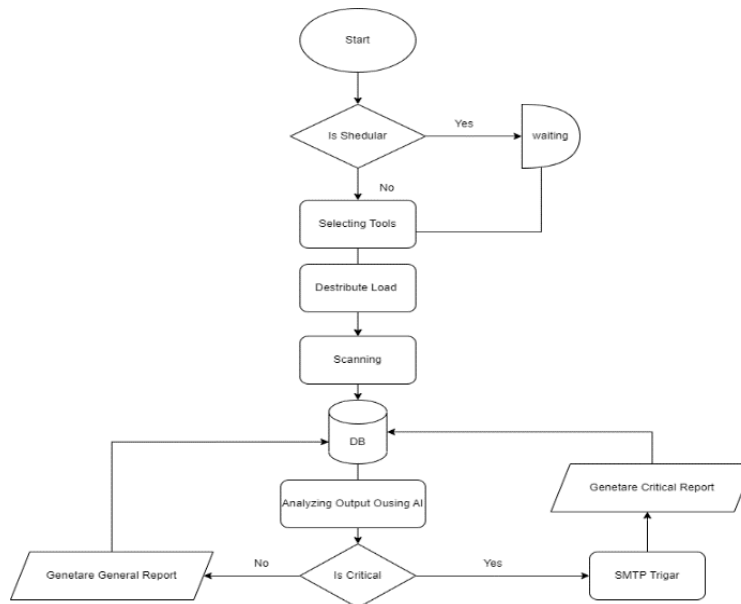 Start
Is Shedular
Yes
waiting
No
Selecting Tools
Destribute Load
Scanning
DB
Genetare Critical Report
Analyzing Output Ousing AI
No
Yes
Genetare General Report
Is Critical
SMTP Trigar